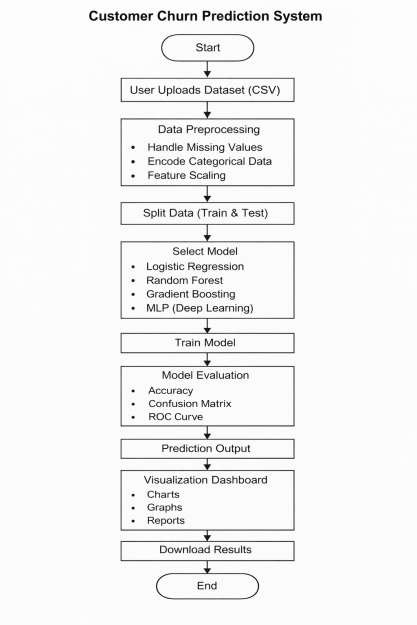 Customer Churn Prediction System
Start
User Uploads Dataset (CSV)
Data Preprocessing
• Handle Missing Values
• Encode Categorical Data
• Feature Scaling
Split Data (Train & Test)
Select Model
• Logistic Regression
• Random Forest
• Gradient Boosting
• MLP (Deep Learning)
Train Model
Model Evaluation
• Accuracy
• Confusion Matrix
• ROC Curve
Prediction Output
Visualization Dashboard
• Charts
• Graphs
• Reports
Download Results
End